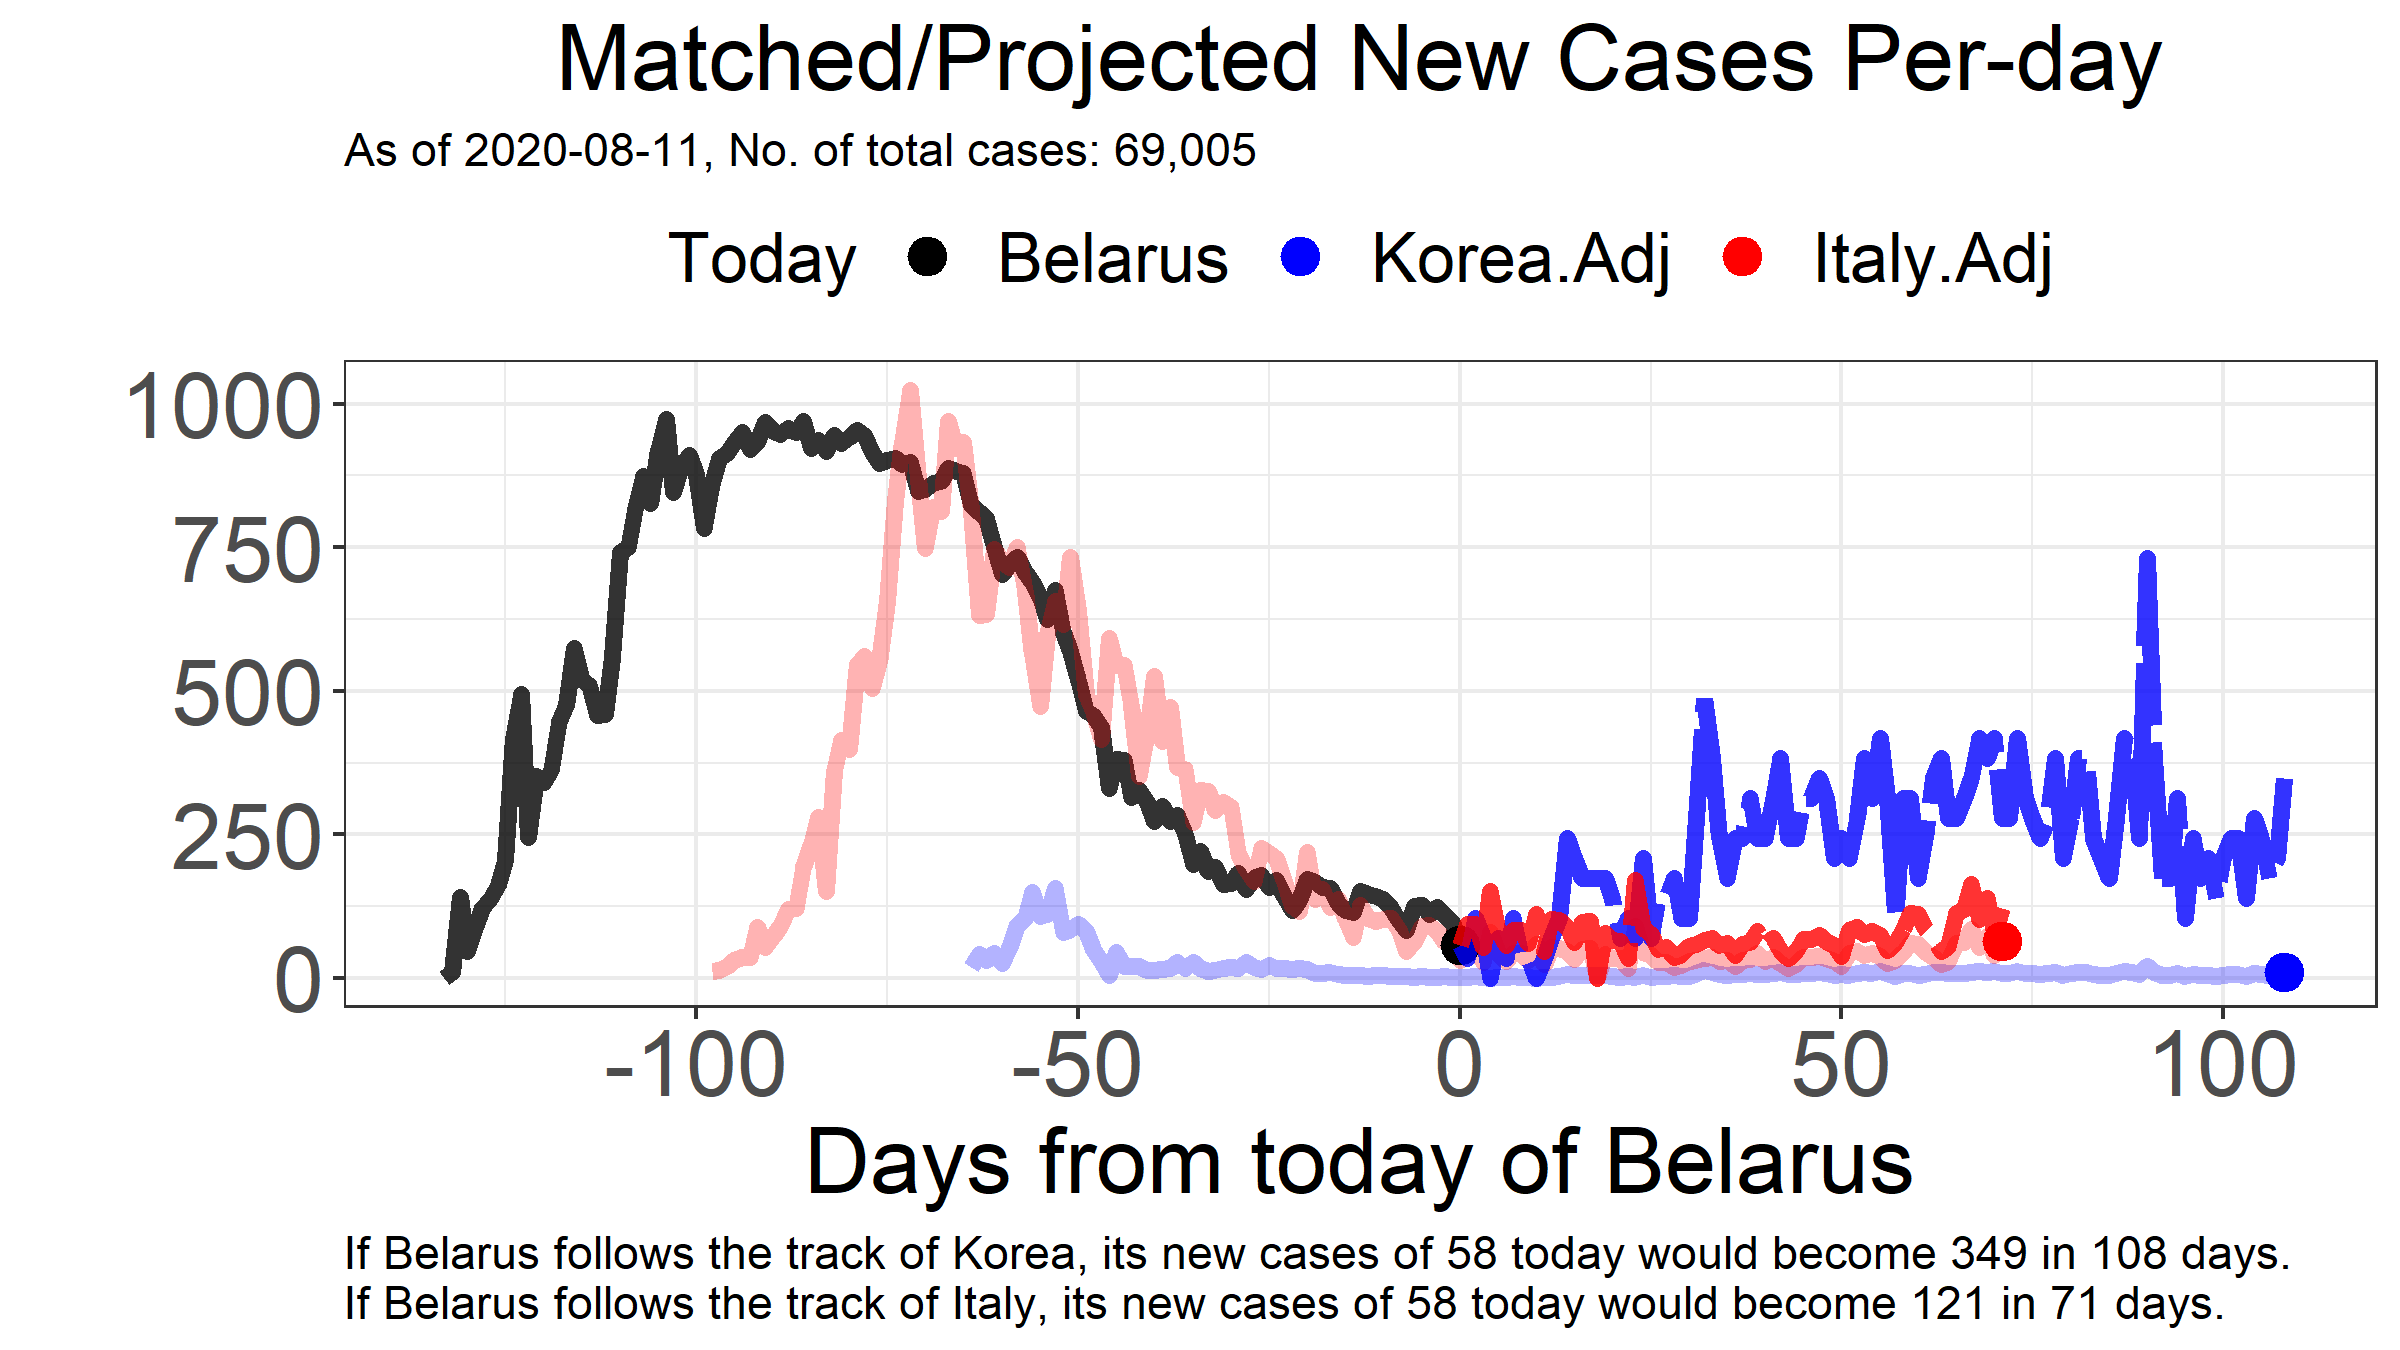 Matched/Projected New Cases Per-day
As of 2020-08-11, No. of total cases: 69,005
Today Belarus Korea.Adj Italy.Adj
1000
750
500
250
0
-100 -50 0 50 100
Days from today of Belarus
If Belarus follows the track of Korea, its new cases of 58 today would become 349 in 108 days.
If Belarus follows the track of Italy, its new cases of 58 today would become 121 in 71 days.